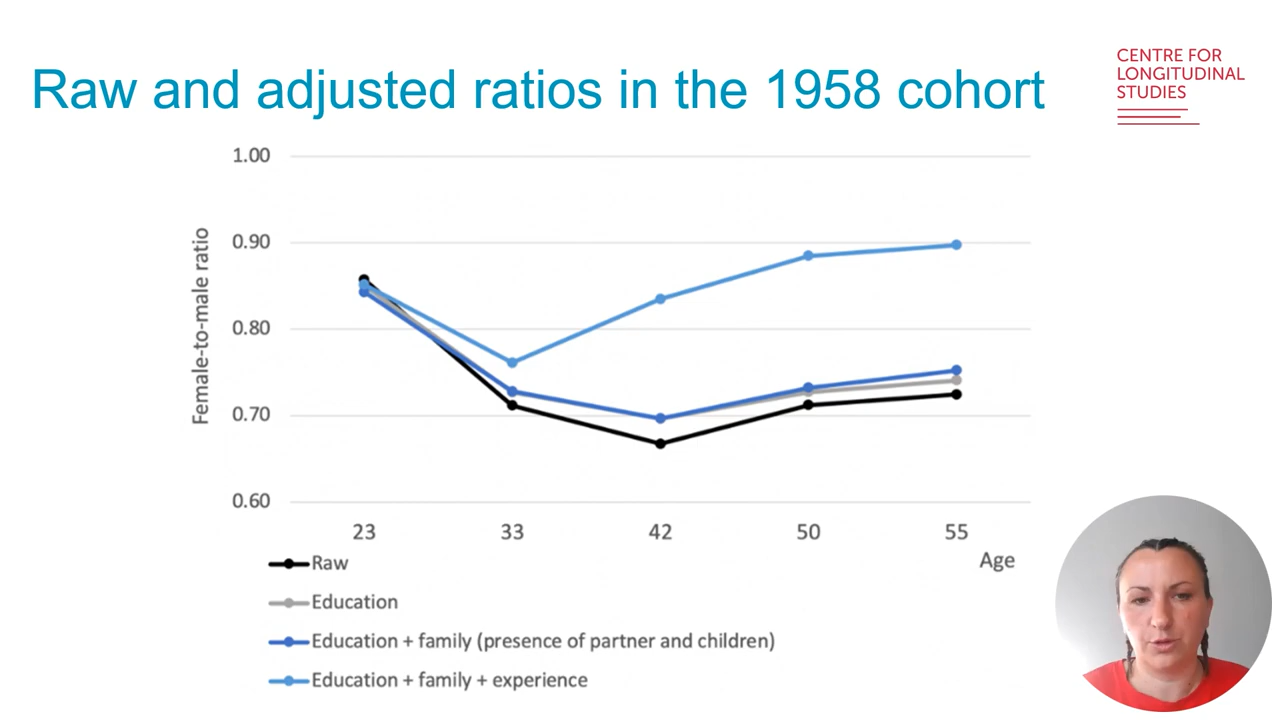 Raw and adjusted ratios in the 1958 cohort
CENTRE FOR
LONGITUDINAL
STUDIES
1.00
0.90
0.80
0.70
0.60
Female-to-male ratio
23 33 42 50 55
Age
Raw
Education
Education + family (presence of partner and children)
Education + family + experience